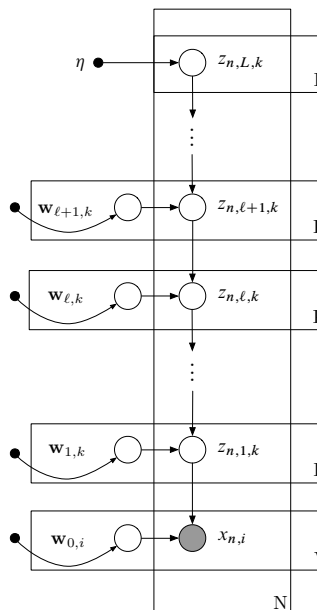 η z_{n,L,k}
⋮
w_{ℓ+1,k} z_{n,ℓ+1,k}
w_{ℓ,k} z_{n,ℓ,k}
⋮
w_{1,k} z_{n,1,k}
w_{0,i} x_{n,i}
N